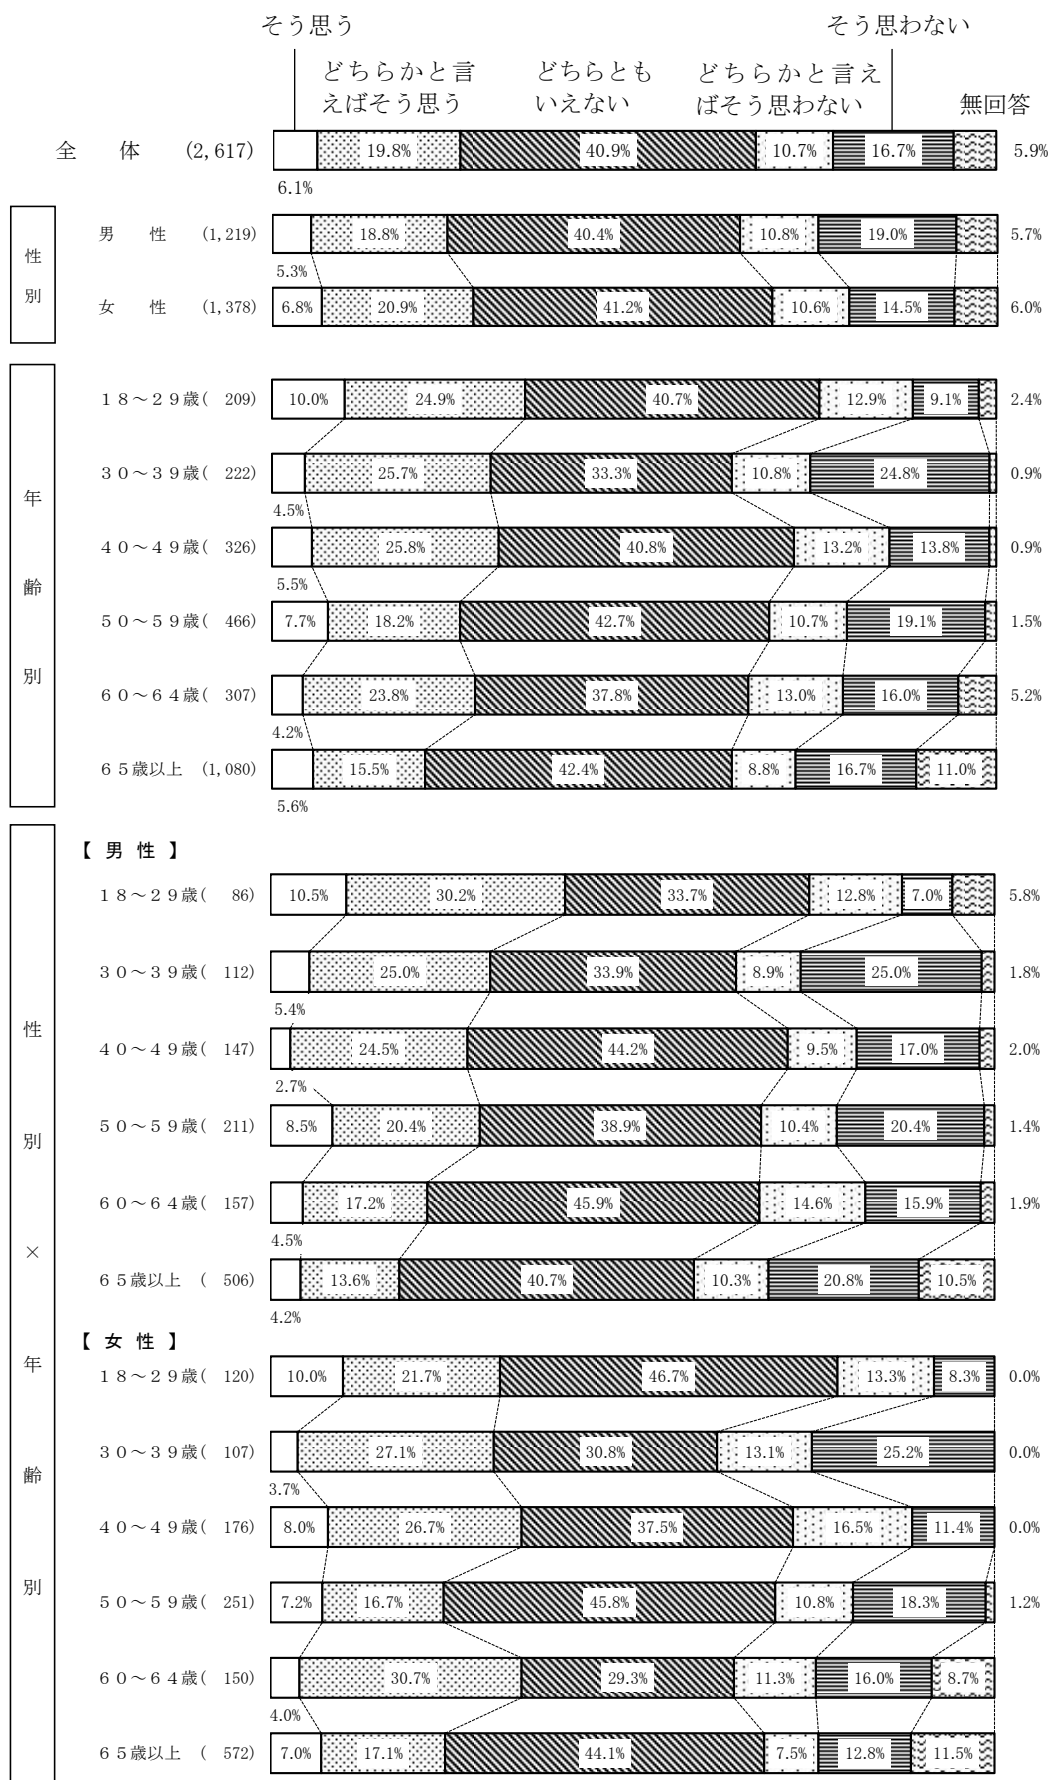 そう思う
そう思わない
どちらかと言
えばそう思う
どちらとも
いえない
どちらかと言え
ばそう思わない
無回答
全 体 (2,617) 19.8% 40.9% 10.7% 16.7% 5.9%
6.1%
性
別
男 性 (1,219) 18.8% 40.4% 10.8% 19.0% 5.7%
5.3%
女 性 (1,378) 6.8% 20.9% 41.2% 10.6% 14.5% 6.0%
年
齢
別
18~29歳( 209) 10.0% 24.9% 40.7% 12.9% 9.1% 2.4%
30~39歳( 222) 25.7% 33.3% 10.8% 24.8% 0.9%
4.5%
40~49歳( 326) 25.8% 40.8% 13.2% 13.8% 0.9%
5.5%
50~59歳( 466) 7.7% 18.2% 42.7% 10.7% 19.1% 1.5%
60~64歳( 307) 23.8% 37.8% 13.0% 16.0% 5.2%
4.2%
65歳以上 (1,080) 15.5% 42.4% 8.8% 16.7% 11.0%
5.6%
性
別
×
年
齢
別
【 男 性 】
18~29歳( 86) 10.5% 30.2% 33.7% 12.8% 7.0% 5.8%
30~39歳( 112) 25.0% 33.9% 8.9% 25.0% 1.8%
5.4%
40~49歳( 147) 24.5% 44.2% 9.5% 17.0% 2.0%
2.7%
50~59歳( 211) 8.5% 20.4% 38.9% 10.4% 20.4% 1.4%
60~64歳( 157) 17.2% 45.9% 14.6% 15.9% 1.9%
4.5%
65歳以上 ( 506) 13.6% 40.7% 10.3% 20.8% 10.5%
4.2%
【 女 性 】
18~29歳( 120) 10.0% 21.7% 46.7% 13.3% 8.3% 0.0%
30~39歳( 107) 27.1% 30.8% 13.1% 25.2% 0.0%
3.7%
40~49歳( 176) 8.0% 26.7% 37.5% 16.5% 11.4% 0.0%
50~59歳( 251) 7.2% 16.7% 45.8% 10.8% 18.3% 1.2%
60~64歳( 150) 30.7% 29.3% 11.3% 16.0% 8.7%
4.0%
65歳以上 ( 572) 7.0% 17.1% 44.1% 7.5% 12.8% 11.5%